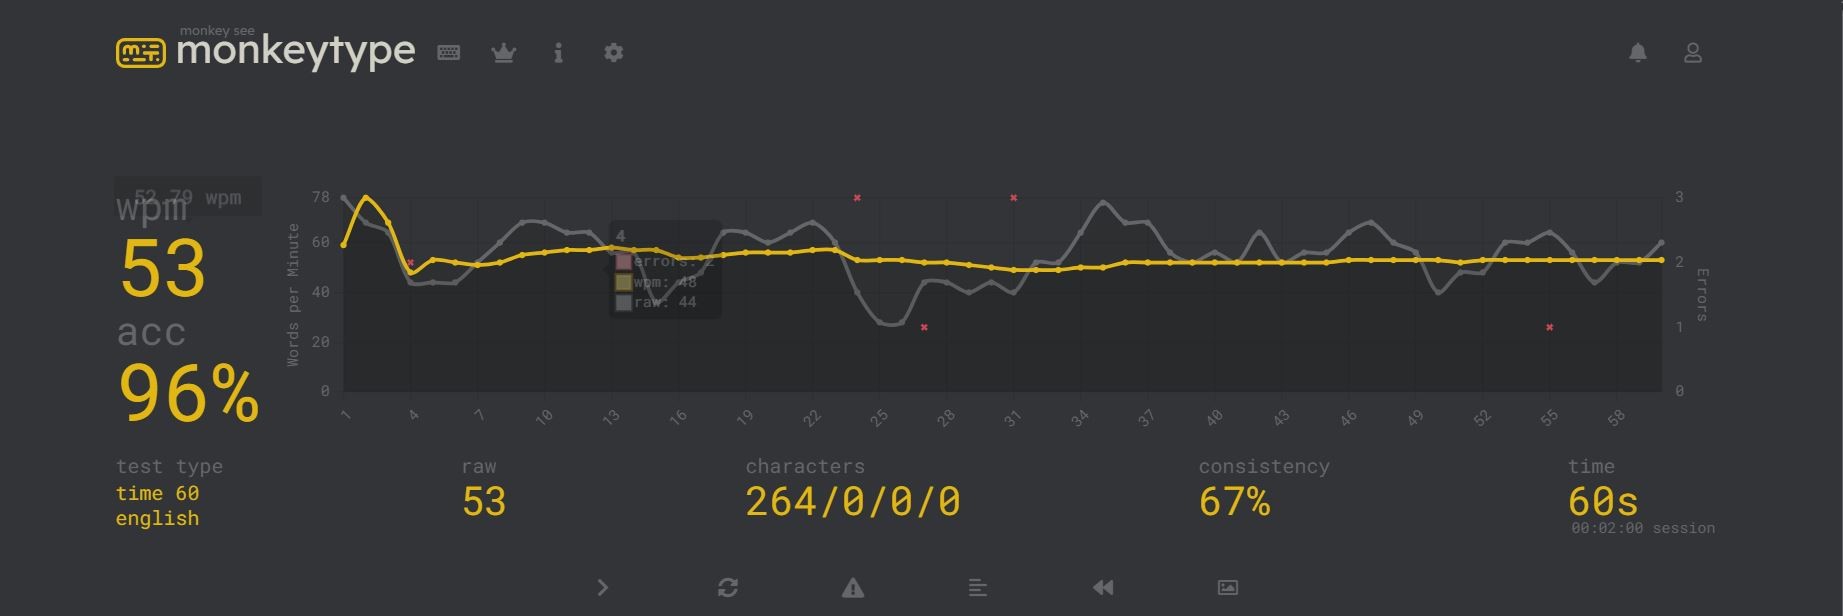 monkey see
monkeytype
52.79 wpm
wpm
53
acc
96%
Words per Minute
78
60
40
20
0
4
errors: 2
wpm: 48
raw: 44
3
2
1
0
Errors
1 4 7 10 13 16 19 22 25 28 31 34 37 40 43 46 49 52 55 58
test type
time 60
english
raw
53
characters
264/0/0/0
consistency
67%
time
60s
00:02:00 session